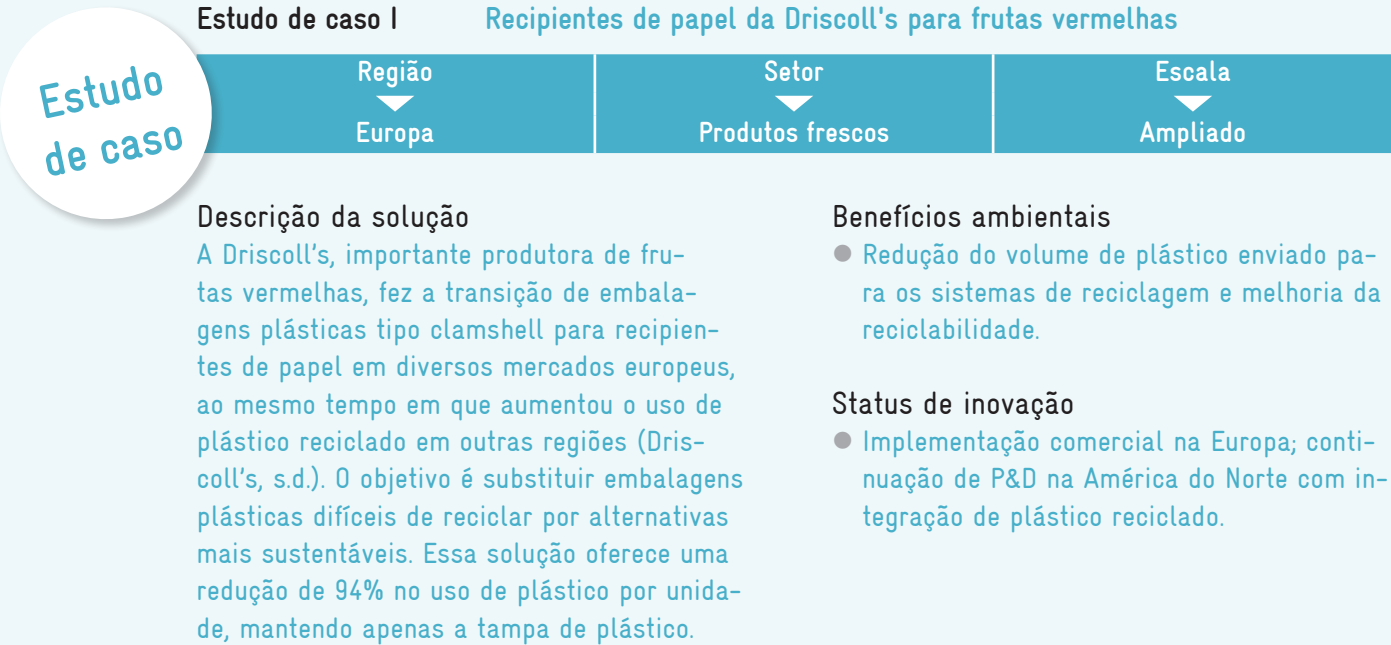 Estudo de caso I Recipientes de papel da Driscoll's para frutas vermelhas
Estudo
de caso
Região Setor Escala
Europa Produtos frescos Ampliado
Descrição da solução
A Driscoll’s, importante produtora de fru-
tas vermelhas, fez a transição de embala-
gens plásticas tipo clamshell para recipien-
tes de papel em diversos mercados europeus,
ao mesmo tempo em que aumentou o uso de
plástico reciclado em outras regiões (Dris-
coll’s, s.d.). O objetivo é substituir embalagens
plásticas difíceis de reciclar por alternativas
mais sustentáveis. Essa solução oferece uma
redução de 94% no uso de plástico por unida-
de, mantendo apenas a tampa de plástico.
Benefícios ambientais
● Redução do volume de plástico enviado pa-
ra os sistemas de reciclagem e melhoria da
reciclabilidade.
Status de inovação
● Implementação comercial na Europa; conti-
nuação de P&D na América do Norte com in-
tegração de plástico reciclado.